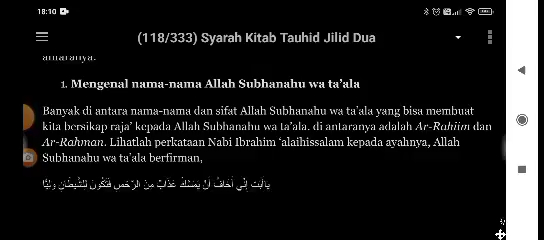 18:10
(118/333) Syarah Kitab Tauhid Jilid Dua
1. Mengenal nama-nama Allah Subhanahu wa ta'ala
Banyak di antara nama-nama dan sifat Allah Subhanahu wa ta'ala yang bisa membuat
kita bersikap raja' kepada Allah Subhanahu wa ta'ala. di antaranya adalah Ar-Rahiim dan
Ar-Rahman. Lihatlah perkataan Nabi Ibrahim 'alaihissalam kepada ayahnya, Allah
Subhanahu wa ta'ala berfirman,
يَاأَبَتِ إِنِّي أَخَافُ أَنْ يَمَسَّكَ عَذَابٌ مِنَ الرَّحْمَنِ فَتَكُونَ لِلشَّيْطَانِ وَلِيًّا